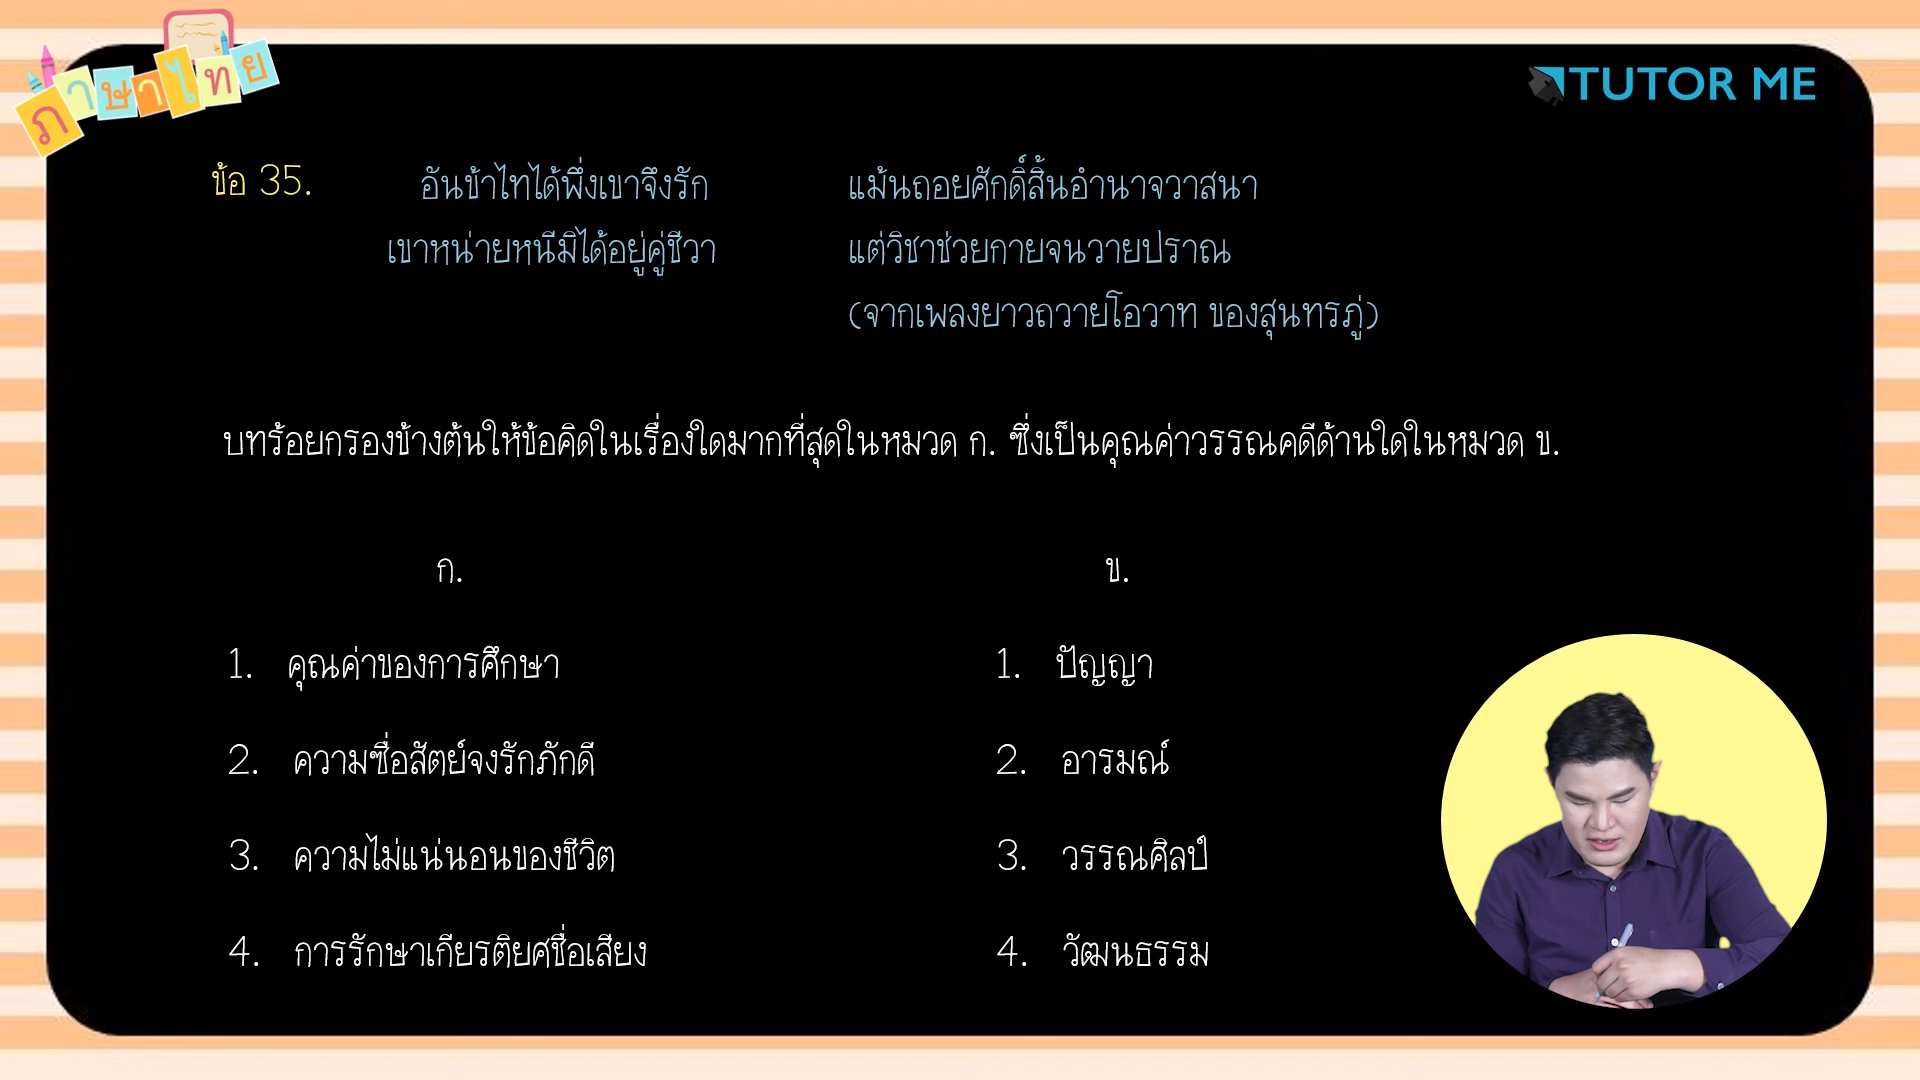 ภาษาไทย
TUTOR ME
ข้อ 35. อันข้าไทได้พึ่งเขาจึงรัก แม้นถอยศักดิ์สิ้นอำนาจวาสนา
เขาหน่ายหนีมิได้อยู่คู่ชีวา แต่วิชาช่วยกายจนวายปราณ
(จากเพลงยาวถวายโอวาท ของสุนทรภู่)
บทร้อยกรองข้างต้นให้ข้อคิดในเรื่องใดมากที่สุดในหมวด ก. ซึ่งเป็นคุณค่าวรรณคดีด้านใดในหมวด ข.
ก. ข.
1. คุณค่าของการศึกษา 1. ปัญญา
2. ความซื่อสัตย์จงรักภักดี 2. อารมณ์
3. ความไม่แน่นอนของชีวิต 3. วรรณศิลป์
4. การรักษาเกียรติยศชื่อเสียง 4. วัฒนธรรม